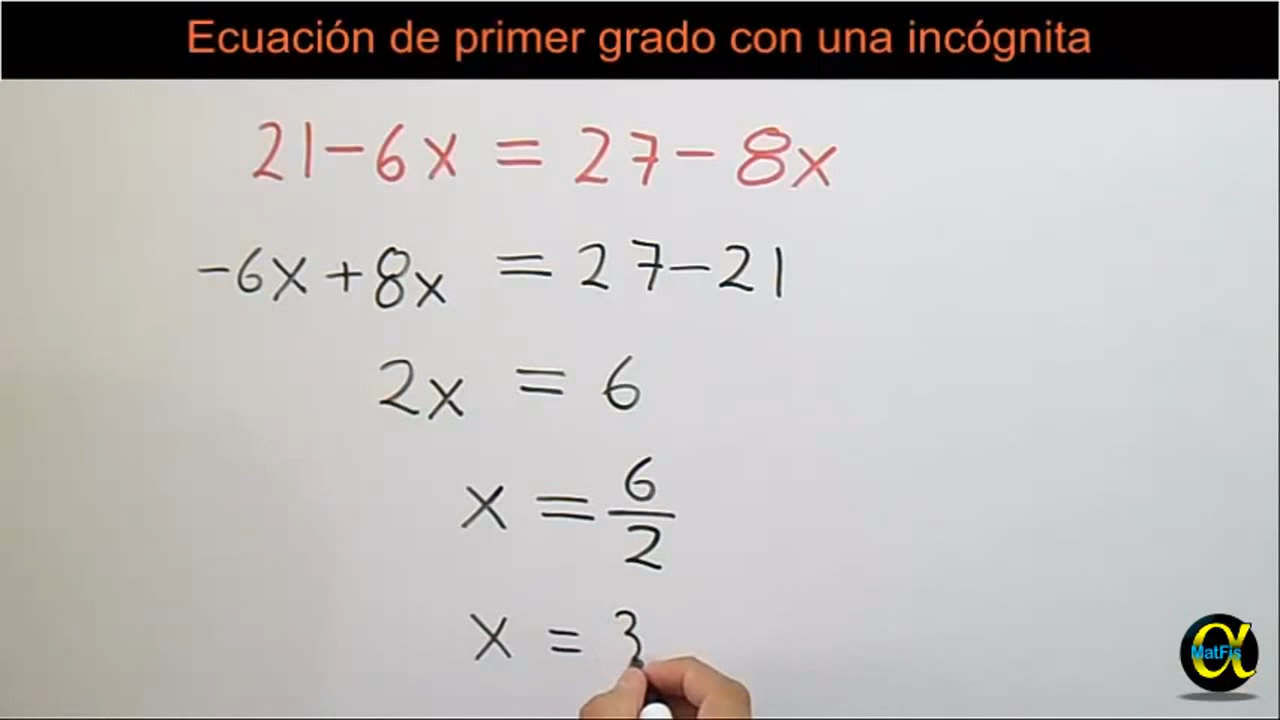 Ecuación de primer grado con una incógnita
21-6x = 27-8x
-6x+8x = 27-21
2x = 6
x = 6/2
x = 3
α
MatFis